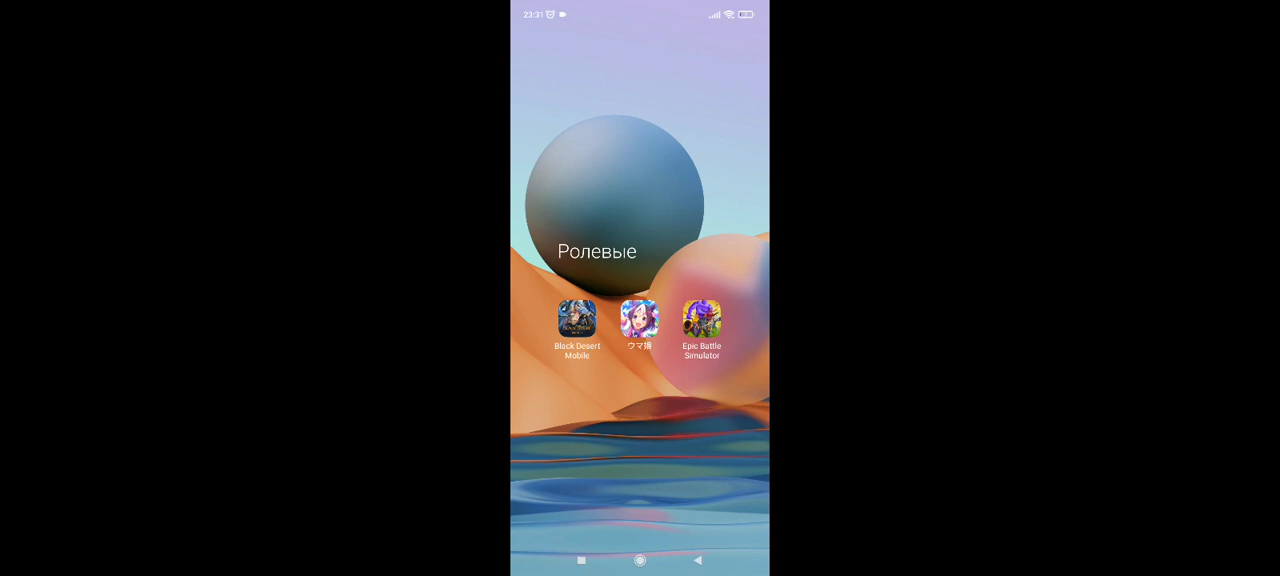 23:31
Ролевые
Black Desert
Mobile
ウマ娘
Epic Battle
Simulator